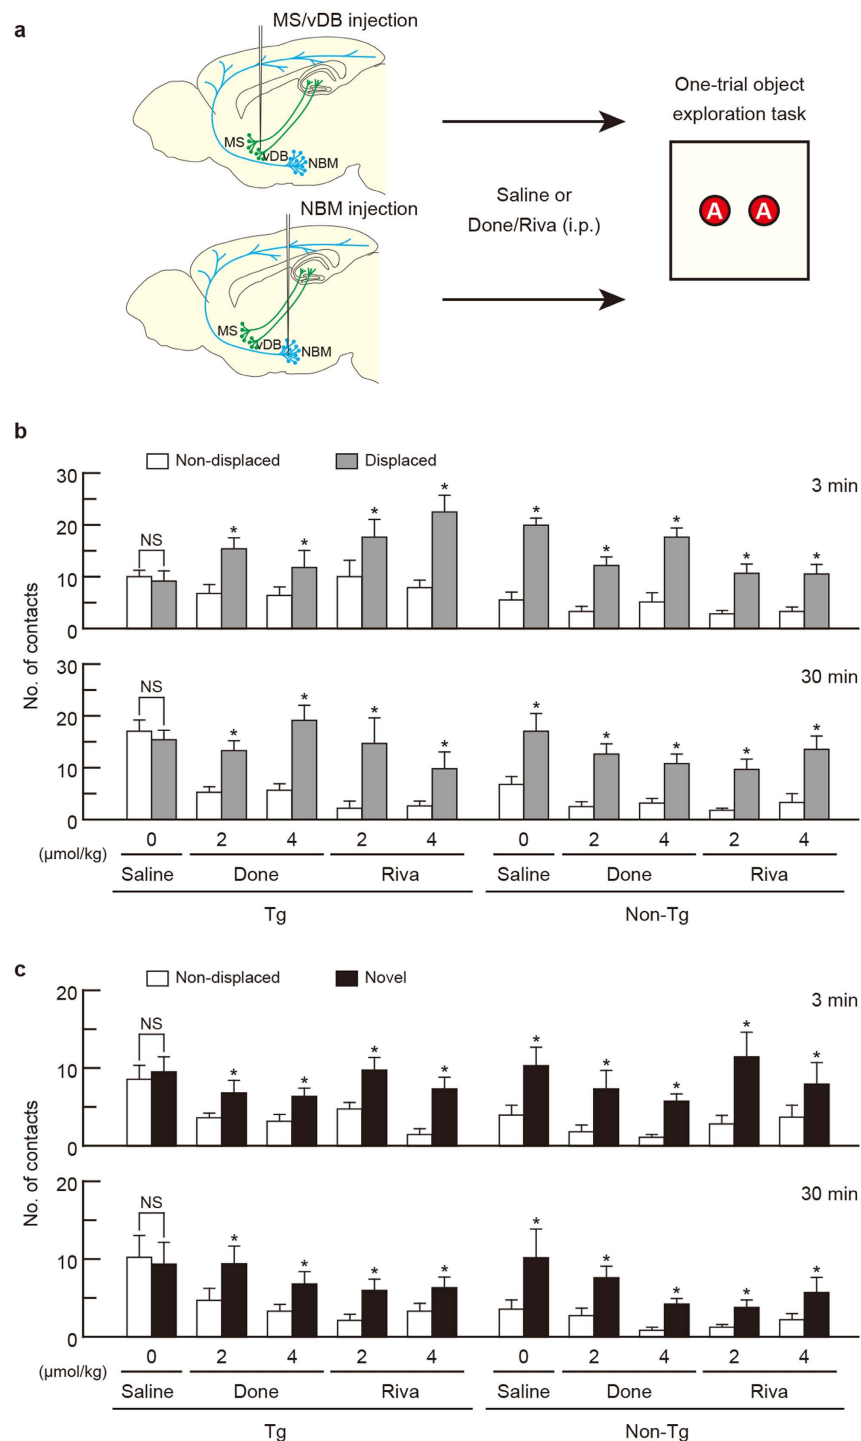 a
MS/vDB injection
MS
vDB
NBM
NBM injection
MS
vDB
NBM
Saline or
Done/Riva (i.p.)
One-trial object
exploration task
A A
b
Non-displaced Displaced
3 min
30
20
10
0
NS * * * * * * * * *
No. of contacts
30 min
30
20
10
0
NS * * * * * * * * *
0 2 4 2 4 0 2 4 2 4
(µmol/kg)
Saline Done Riva Saline Done Riva
Tg Non-Tg
c
Non-displaced Novel
3 min
20
10
0
NS * * * * * * * * *
No. of contacts
30 min
20
10
0
NS * * * * * * * * *
0 2 4 2 4 0 2 4 2 4
(µmol/kg)
Saline Done Riva Saline Done Riva
Tg Non-Tg